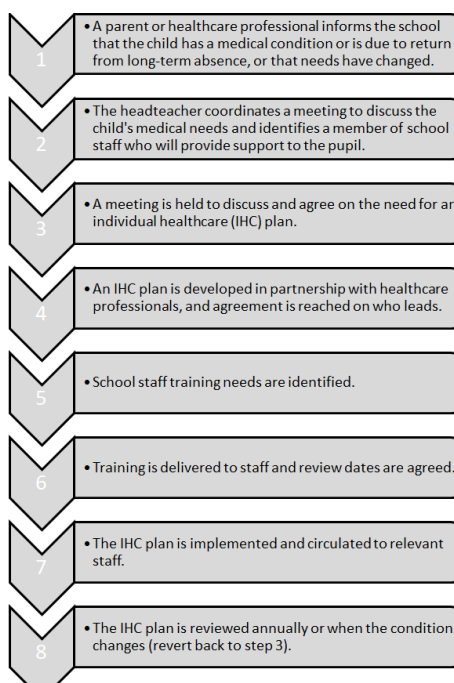 1
• A parent or healthcare professional informs the school
that the child has a medical condition or is due to return
from long-term absence, or that needs have changed.
2
• The headteacher coordinates a meeting to discuss the
child's medical needs and identifies a member of school
staff who will provide support to the pupil.
3
• A meeting is held to discuss and agree on the need for an
individual healthcare (IHC) plan.
4
• An IHC plan is developed in partnership with healthcare
professionals, and agreement is reached on who leads.
5
• School staff training needs are identified.
6
• Training is delivered to staff and review dates are agreed.
7
• The IHC plan is implemented and circulated to relevant
staff.
8
• The IHC plan is reviewed annually or when the condition
changes (revert back to step 3).